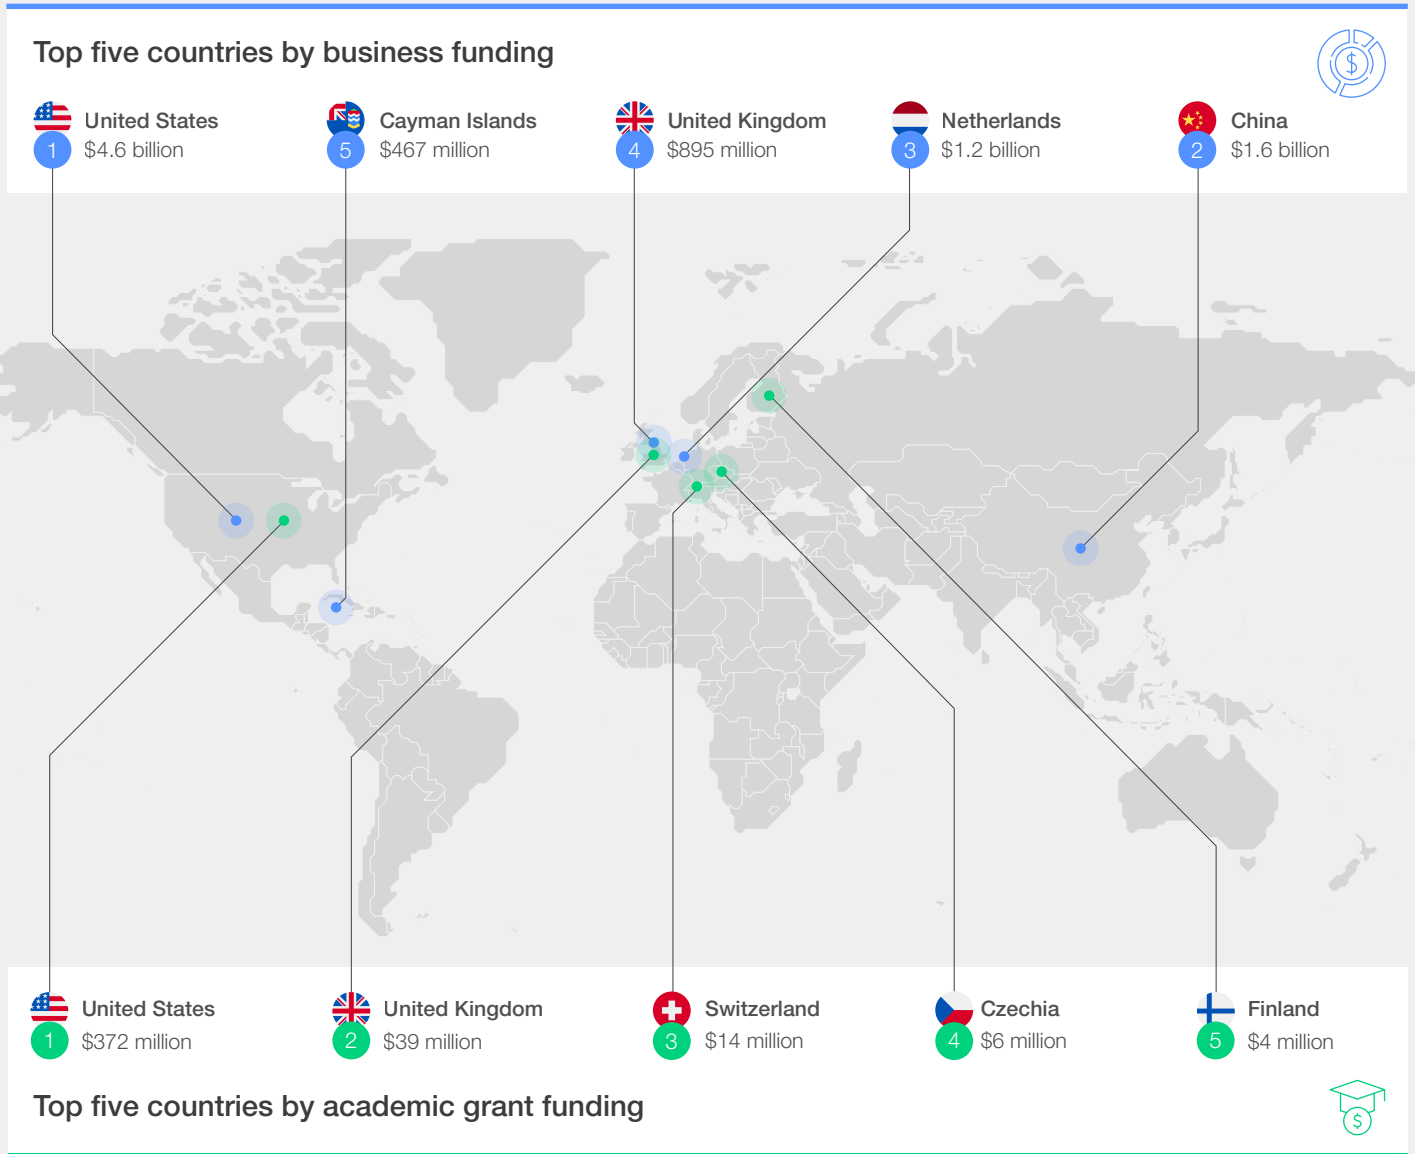 Top five countries by business funding
$
United States
1
$4.6 billion
Cayman Islands
5
$467 million
United Kingdom
4
$895 million
Netherlands
3
$1.2 billion
China
2
$1.6 billion
United States
1
$372 million
United Kingdom
2
$39 million
Switzerland
3
$14 million
Czechia
4
$6 million
Finland
5
$4 million
Top five countries by academic grant funding
$